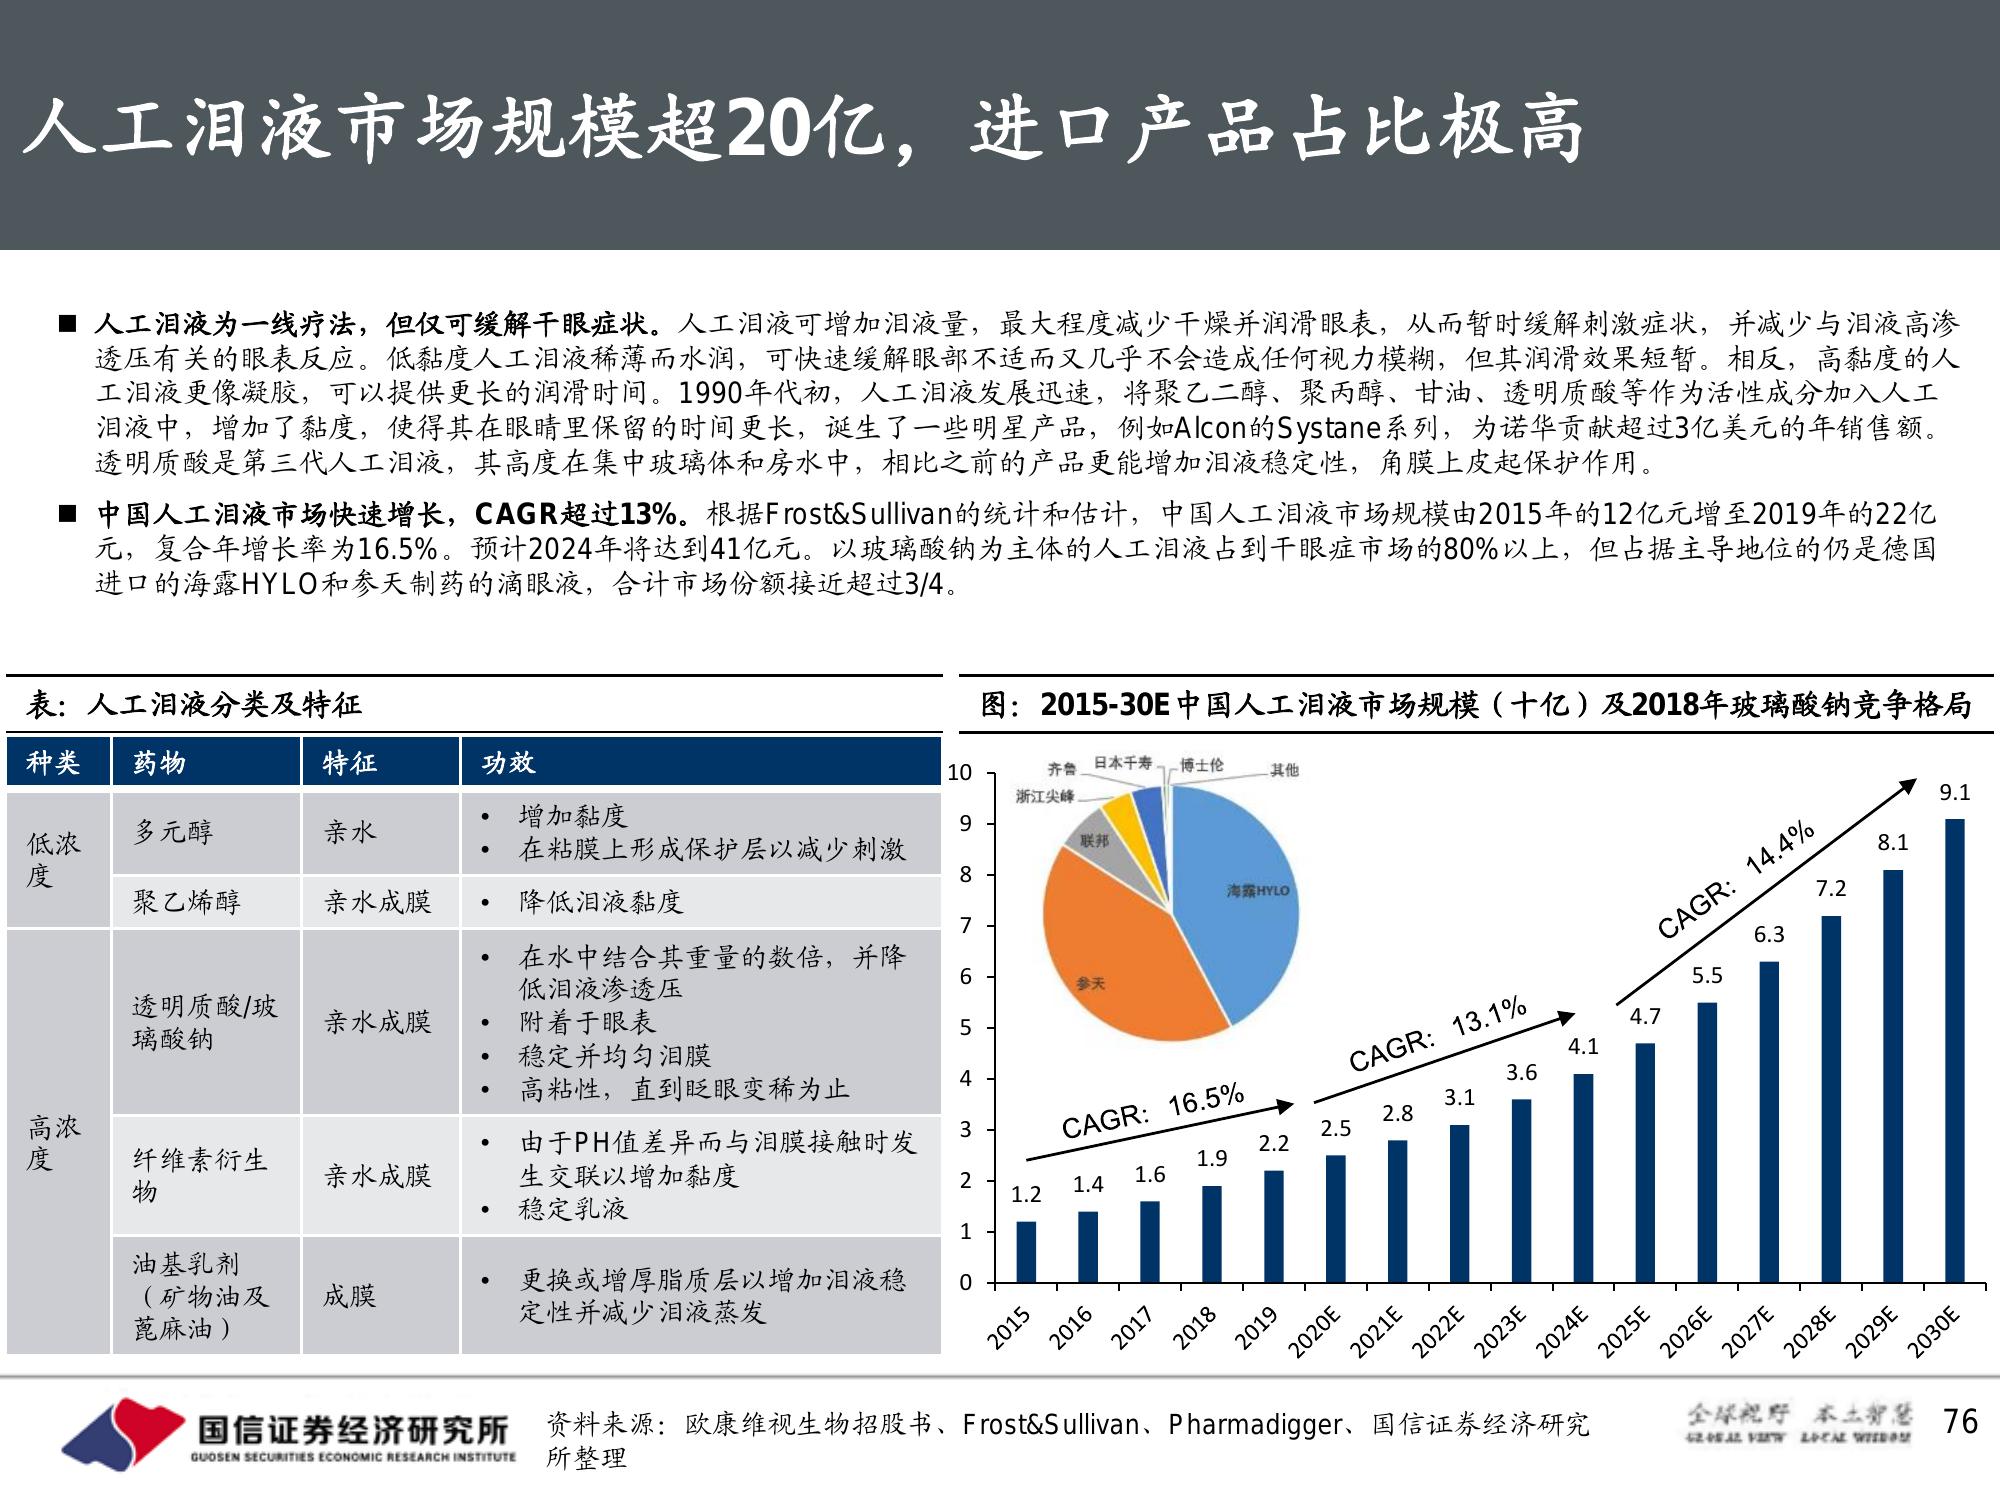 人工泪液市场规模超20亿，进口产品占比极高
■ 人工泪液为一线疗法，但仅可缓解干眼症状。人工泪液可增加泪液量，最大程度减少干燥并润滑眼表，从而暂时缓解刺激症状，并减少与泪液高渗
透压有关的眼表反应。低黏度人工泪液稀薄而水润，可快速缓解眼部不适而又几乎不会造成任何视力模糊，但其润滑效果短暂。相反，高黏度的人
工泪液更像凝胶，可以提供更长的润滑时间。1990年代初，人工泪液发展迅速，将聚乙二醇、聚丙醇、甘油、透明质酸等作为活性成分加入人工
泪液中，增加了黏度，使得其在眼睛里保留的时间更长，诞生了一些明星产品，例如Alcon的Systane系列，为诺华贡献超过3亿美元的年销售额。
透明质酸是第三代人工泪液，其高度在集中玻璃体和房水中，相比之前的产品更能增加泪液稳定性，角膜上皮起保护作用。
■ 中国人工泪液市场快速增长，CAGR超过13%。根据Frost&Sullivan的统计和估计，中国人工泪液市场规模由2015年的12亿元增至2019年的22亿
元，复合年增长率为16.5%。预计2024年将达到41亿元。以玻璃酸钠为主体的人工泪液占到干眼症市场的80%以上，但占据主导地位的仍是德国
进口的海露HYLO和参天制药的滴眼液，合计市场份额接近超过3/4。
表：人工泪液分类及特征
种类 药物 特征 功效
低浓
度
多元醇 亲水
• 增加黏度
• 在粘膜上形成保护层以减少刺激
聚乙烯醇 亲水成膜 • 降低泪液黏度
高浓
度
透明质酸/玻
璃酸钠
亲水成膜
• 在水中结合其重量的数倍，并降
低泪液渗透压
• 附着于眼表
• 稳定并均匀泪膜
• 高粘性，直到眨眼变稀为止
纤维素衍生
物
亲水成膜
• 由于PH值差异而与泪膜接触时发
生交联以增加黏度
• 稳定乳液
油基乳剂
（矿物油及
蓖麻油）
成膜
• 更换或增厚脂质层以增加泪液稳
定性并减少泪液蒸发
图：2015-30E中国人工泪液市场规模（十亿）及2018年玻璃酸钠竞争格局
10
9
8
7
6
5
4
3
2
1
0
浙江尖峰 齐鲁 日本千寿 博士伦 其他
联邦
海露HYLO
参天
CAGR：16.5%
CAGR：13.1%
CAGR：14.4%
1.2 1.4 1.6 1.9 2.2 2.5 2.8 3.1 3.6 4.1 4.7 5.5 6.3 7.2 8.1 9.1
2015 2016 2017 2018 2019 2020E 2021E 2022E 2023E 2024E 2025E 2026E 2027E 2028E 2029E 2030E
国信证券经济研究所
GUOSEN SECURITIES ECONOMIC RESEARCH INSTITUTE
资料来源：欧康维视生物招股书、Frost&Sullivan、Pharmadigger、国信证券经济研究
所整理
全球视野 本土智慧
GLOBAL VIEW LOCAL WISDOM
76